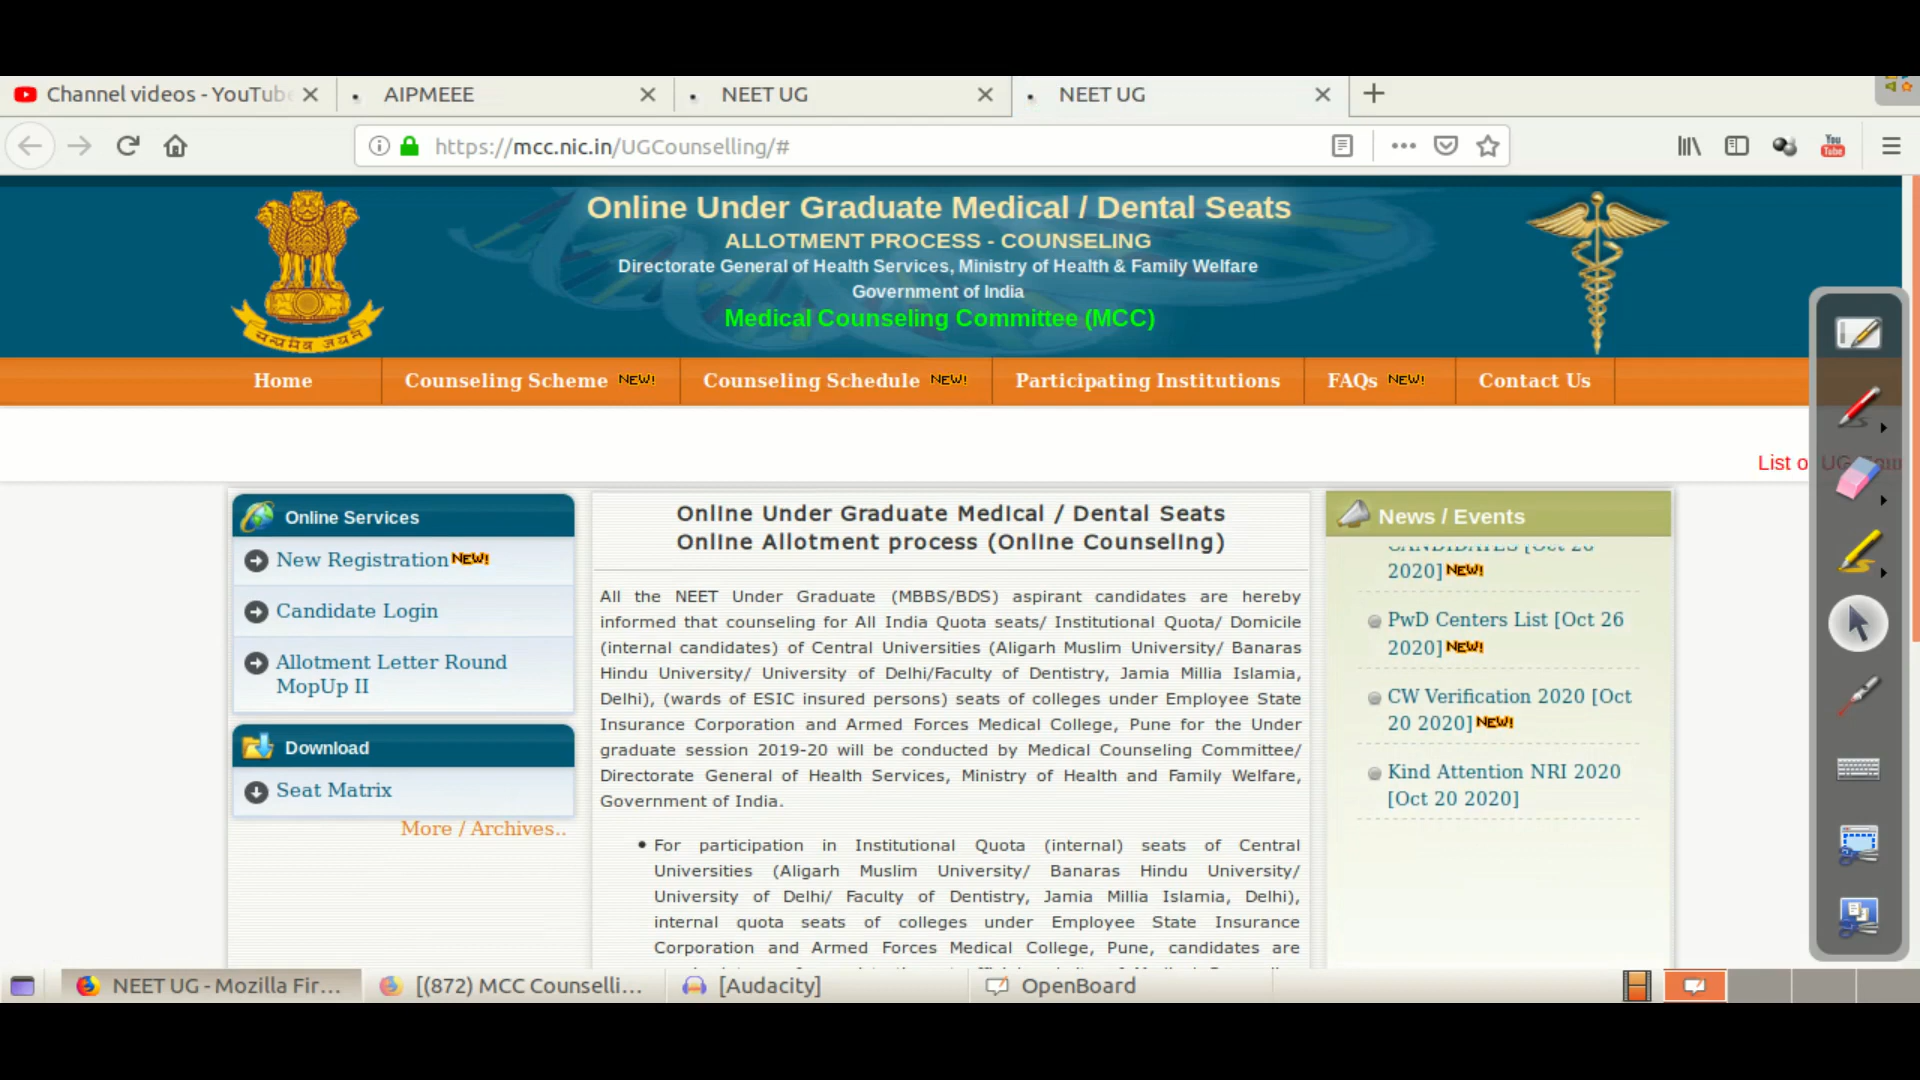 Channel videos - YouTube
AIPMEEE
NEET UG
NEET UG
https://mcc.nic.in/UGCounselling/#
You Tube
Online Under Graduate Medical / Dental Seats
ALLOTMENT PROCESS - COUNSELING
Directorate General of Health Services, Ministry of Health & Family Welfare
Government of India
Medical Counseling Committee (MCC)
सत्यमेव जयते
Home
Counseling Scheme NEW!
Counseling Schedule NEW!
Participating Institutions
FAQs NEW!
Contact Us
List o UG
Online Services
New Registration NEW!
Candidate Login
Allotment Letter Round
MopUp II
Download
Seat Matrix
More / Archives..
Online Under Graduate Medical / Dental Seats
Online Allotment process (Online Counseling)
All the NEET Under Graduate (MBBS/BDS) aspirant candidates are hereby
informed that counseling for All India Quota seats/ Institutional Quota/ Domicile
(internal candidates) of Central Universities (Aligarh Muslim University/ Banaras
Hindu University/ University of Delhi/Faculty of Dentistry, Jamia Millia Islamia,
Delhi), (wards of ESIC insured persons) seats of colleges under Employee State
Insurance Corporation and Armed Forces Medical College, Pune for the Under
graduate session 2019-20 will be conducted by Medical Counseling Committee/
Directorate General of Health Services, Ministry of Health and Family Welfare,
Government of India.
• For participation in Institutional Quota (internal) seats of Central
Universities (Aligarh Muslim University/ Banaras Hindu University/
University of Delhi/ Faculty of Dentistry, Jamia Millia Islamia, Delhi),
internal quota seats of colleges under Employee State Insurance
Corporation and Armed Forces Medical College, Pune, candidates are
News / Events
CANDIDATES [Oct 26
2020] NEW!
PwD Centers List [Oct 26
2020] NEW!
CW Verification 2020 [Oct
20 2020] NEW!
Kind Attention NRI 2020
[Oct 20 2020]
NEET UG - Mozilla Fir...
[(872) MCC Counselli...
[Audacity]
OpenBoard